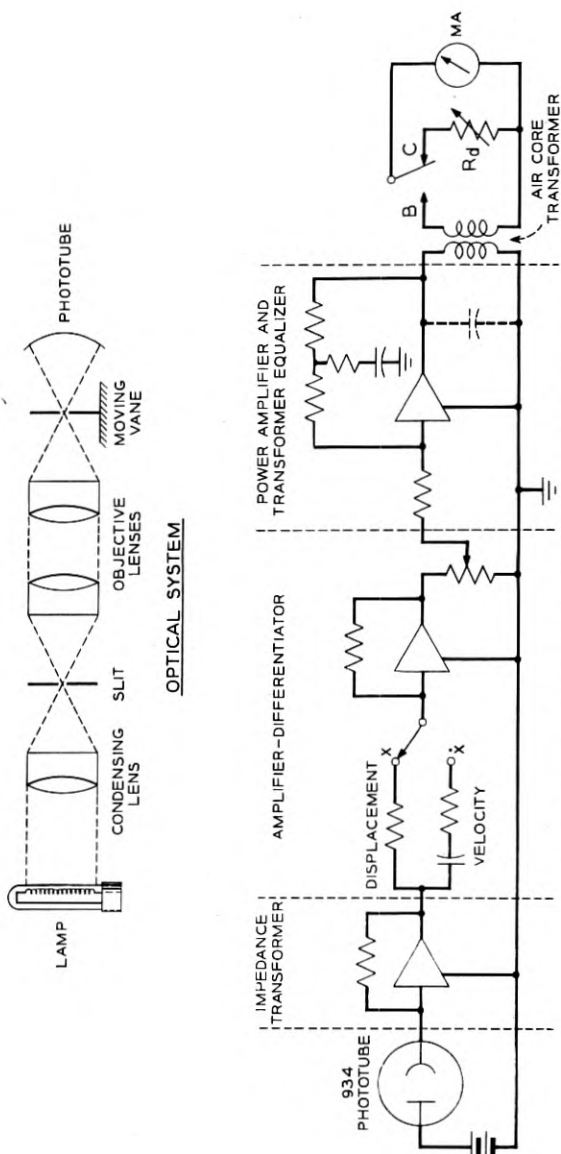 LAMP
CONDENSING
LENS
SLIT
OBJECTIVE
LENSES
MOVING
VANE
PHOTOTUBE
OPTICAL SYSTEM
934
PHOTOTUBE
IMPEDANCE
TRANSFORMER
AMPLIFIER-DIFFERENTIATOR
DISPLACEMENT
X
VELOCITY
Ẋ
POWER AMPLIFIER AND
TRANSFORMER EQUALIZER
B
C
Rd
MA
AIR CORE
TRANSFORMER